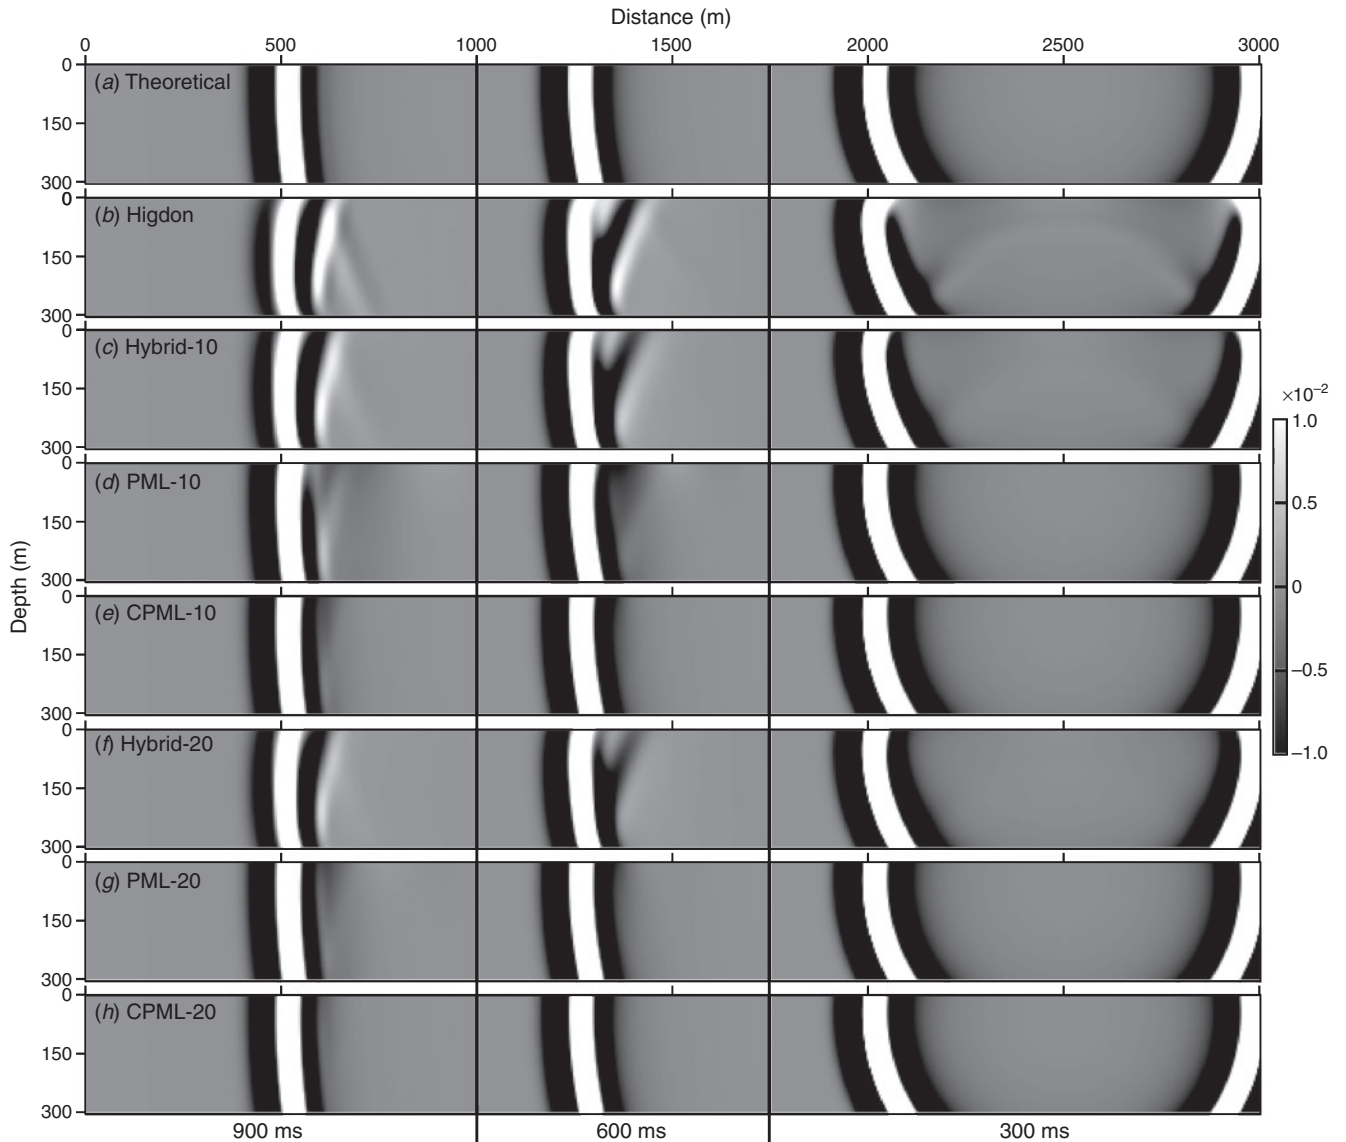 Distance (m)
0 500 1000 1500 2000 2500 3000
0
(a) Theoretical
150
300
0
(b) Higdon
150
300
0
(c) Hybrid-10
150
300
×10⁻²
1.0
0.5
0
−0.5
−1.0
0
(d) PML-10
150
300
Depth (m)
0
(e) CPML-10
150
300
0
(f) Hybrid-20
150
300
0
(g) PML-20
150
300
0
(h) CPML-20
150
300
900 ms 600 ms 300 ms